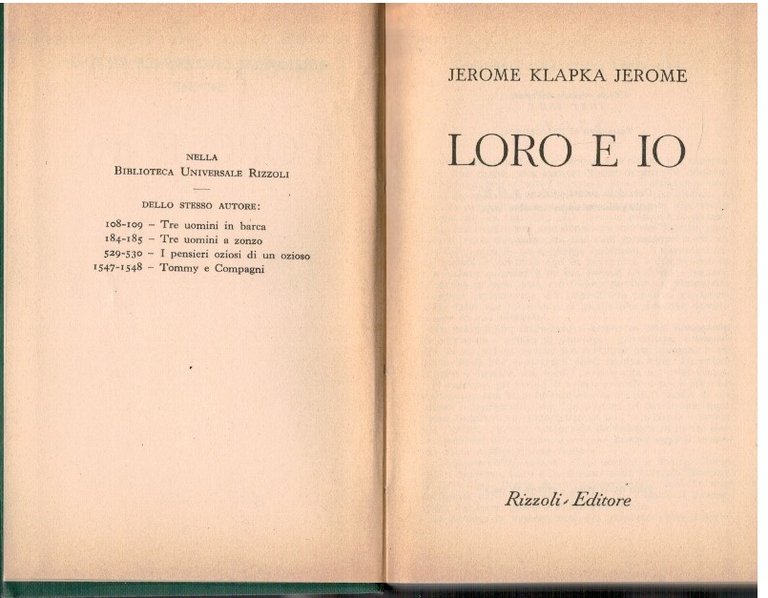 NELLA
BIBLIOTECA UNIVERSALE RIZZOLI
DELLO STESSO AUTORE:
108-109 – Tre uomini in barca
184-185 – Tre uomini a zonzo
529-530 – I pensieri oziosi di un ozioso
1547-1548 – Tommy e Compagni
JEROME KLAPKA JEROME
LORO E IO
Rizzoli - Editore